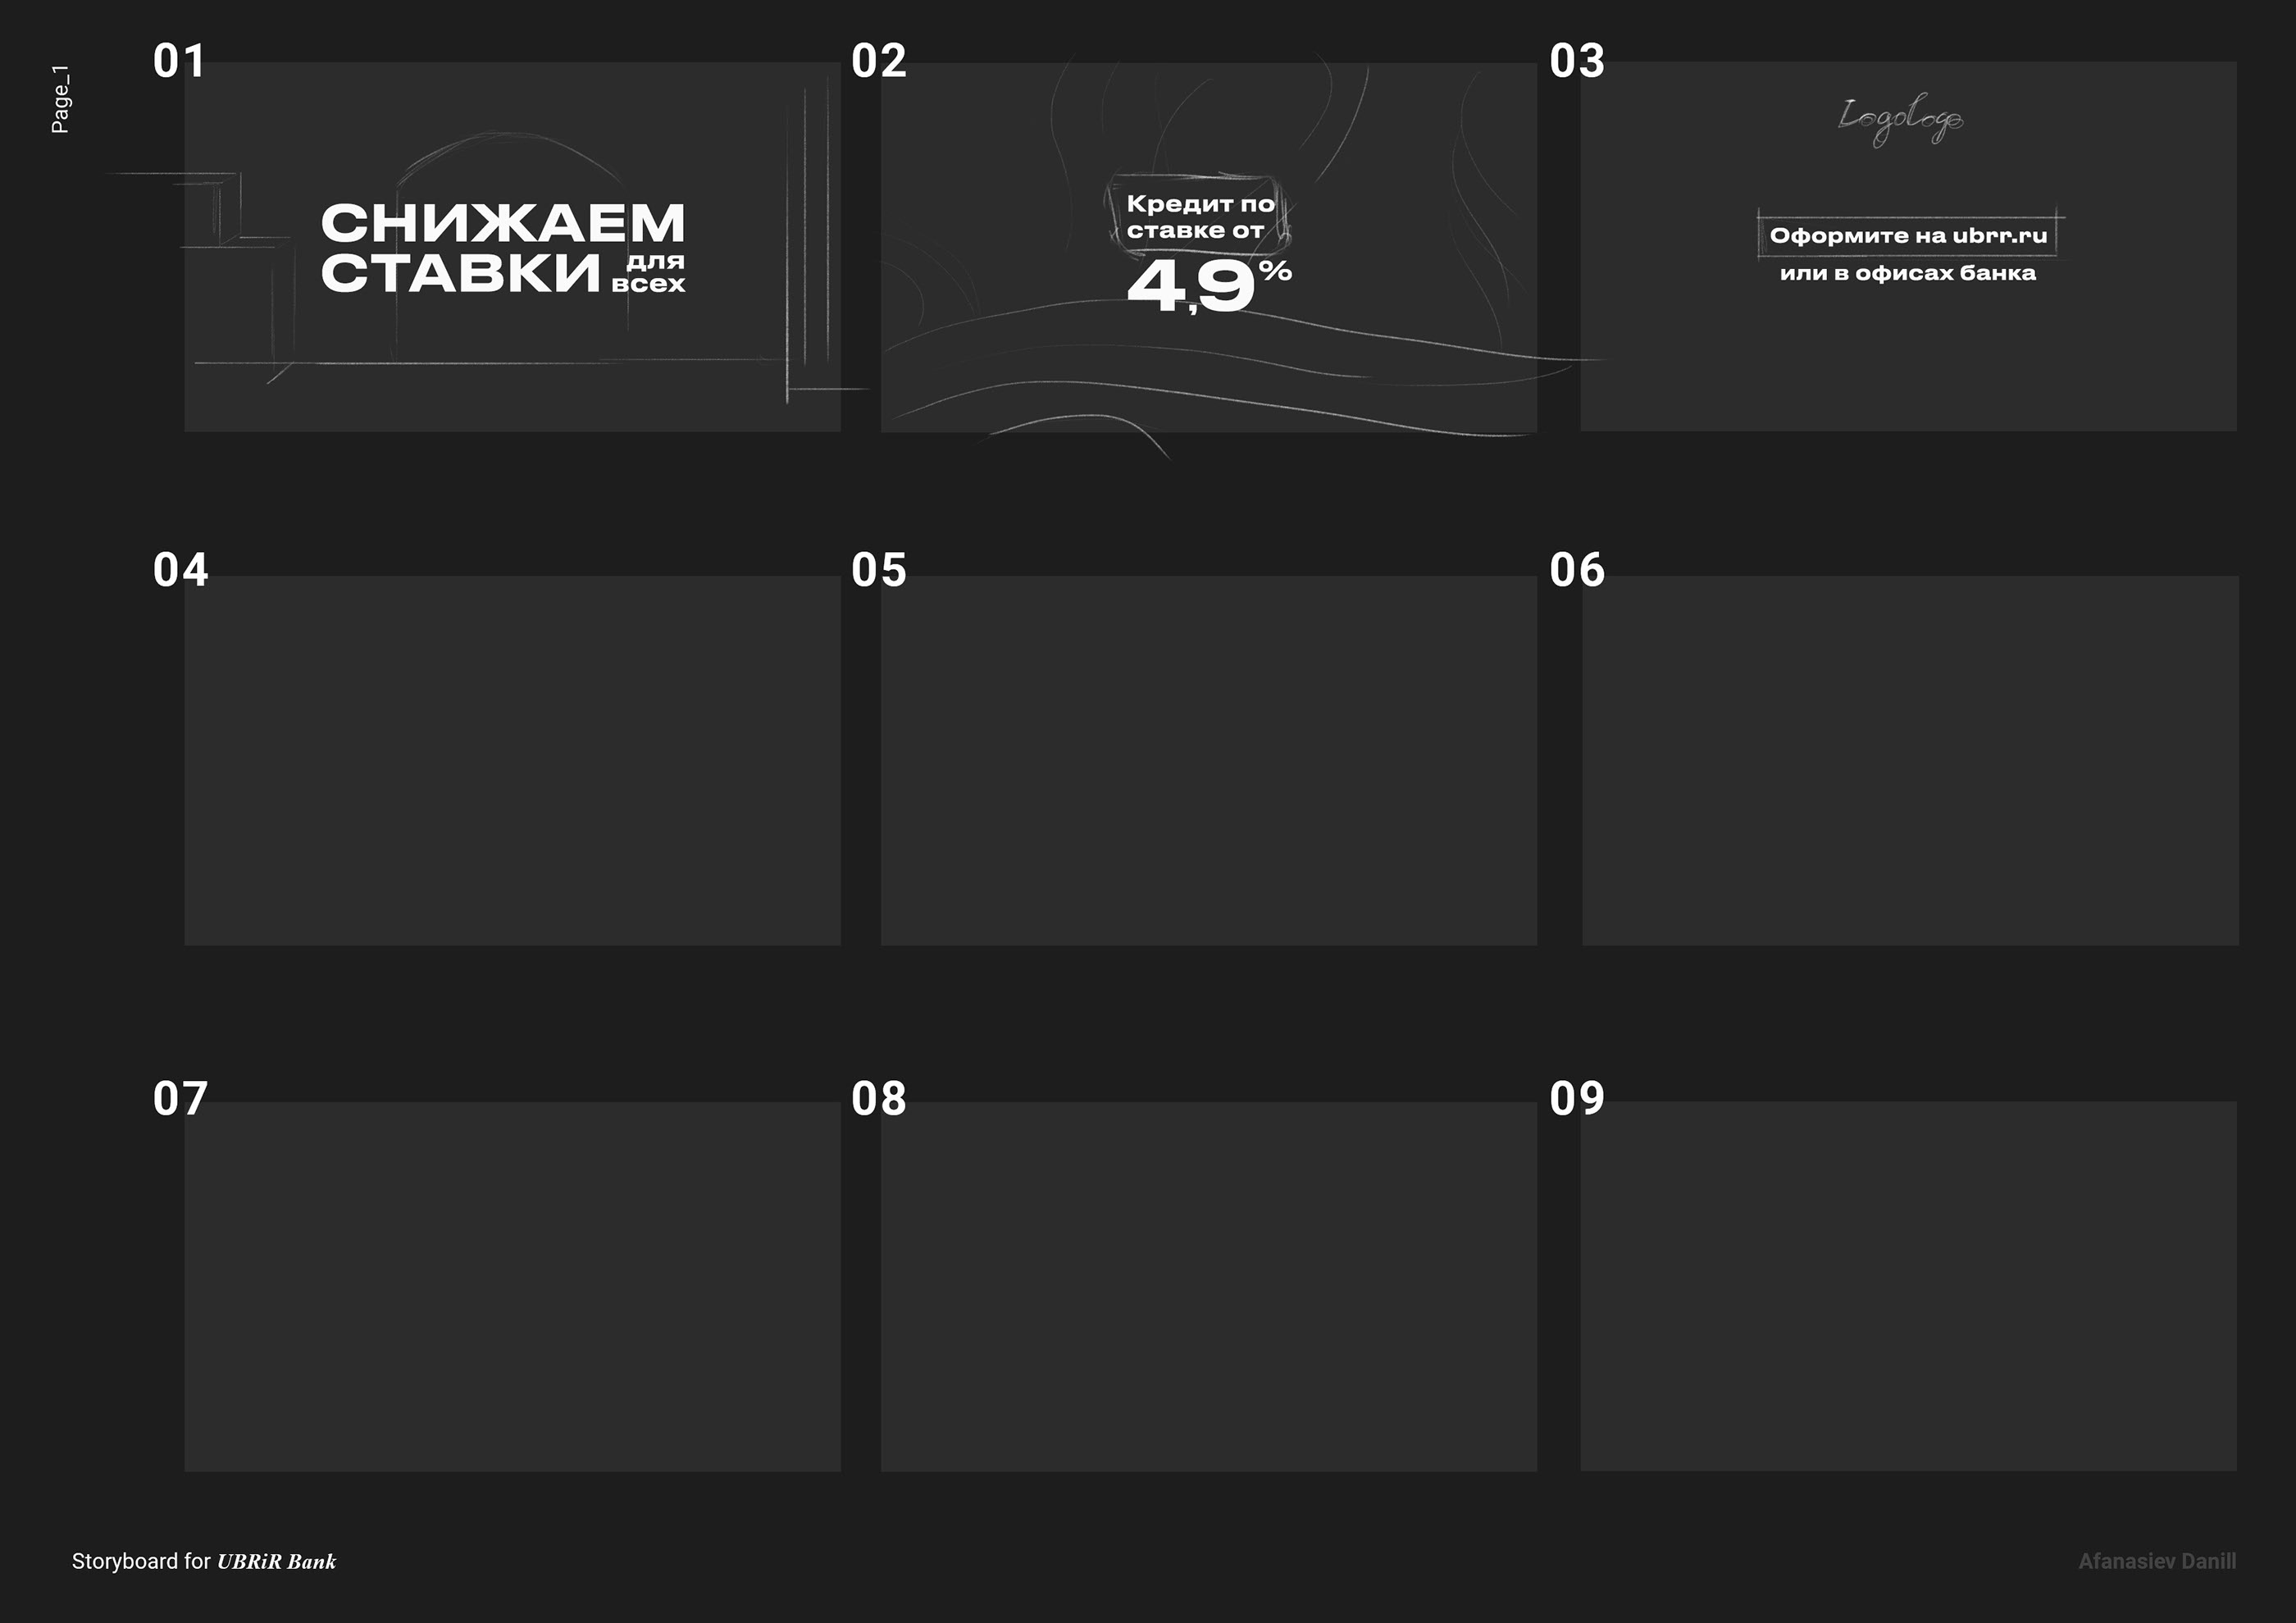 Page_1
01
СНИЖАЕМ
СТАВКИ для
всех
02
Кредит по
ставке от
4,9%
03
Logologo
Оформите на ubrr.ru
или в офисах банка
04
05
06
07
08
09
Storyboard for UBRiR Bank
Afanasiev Danill